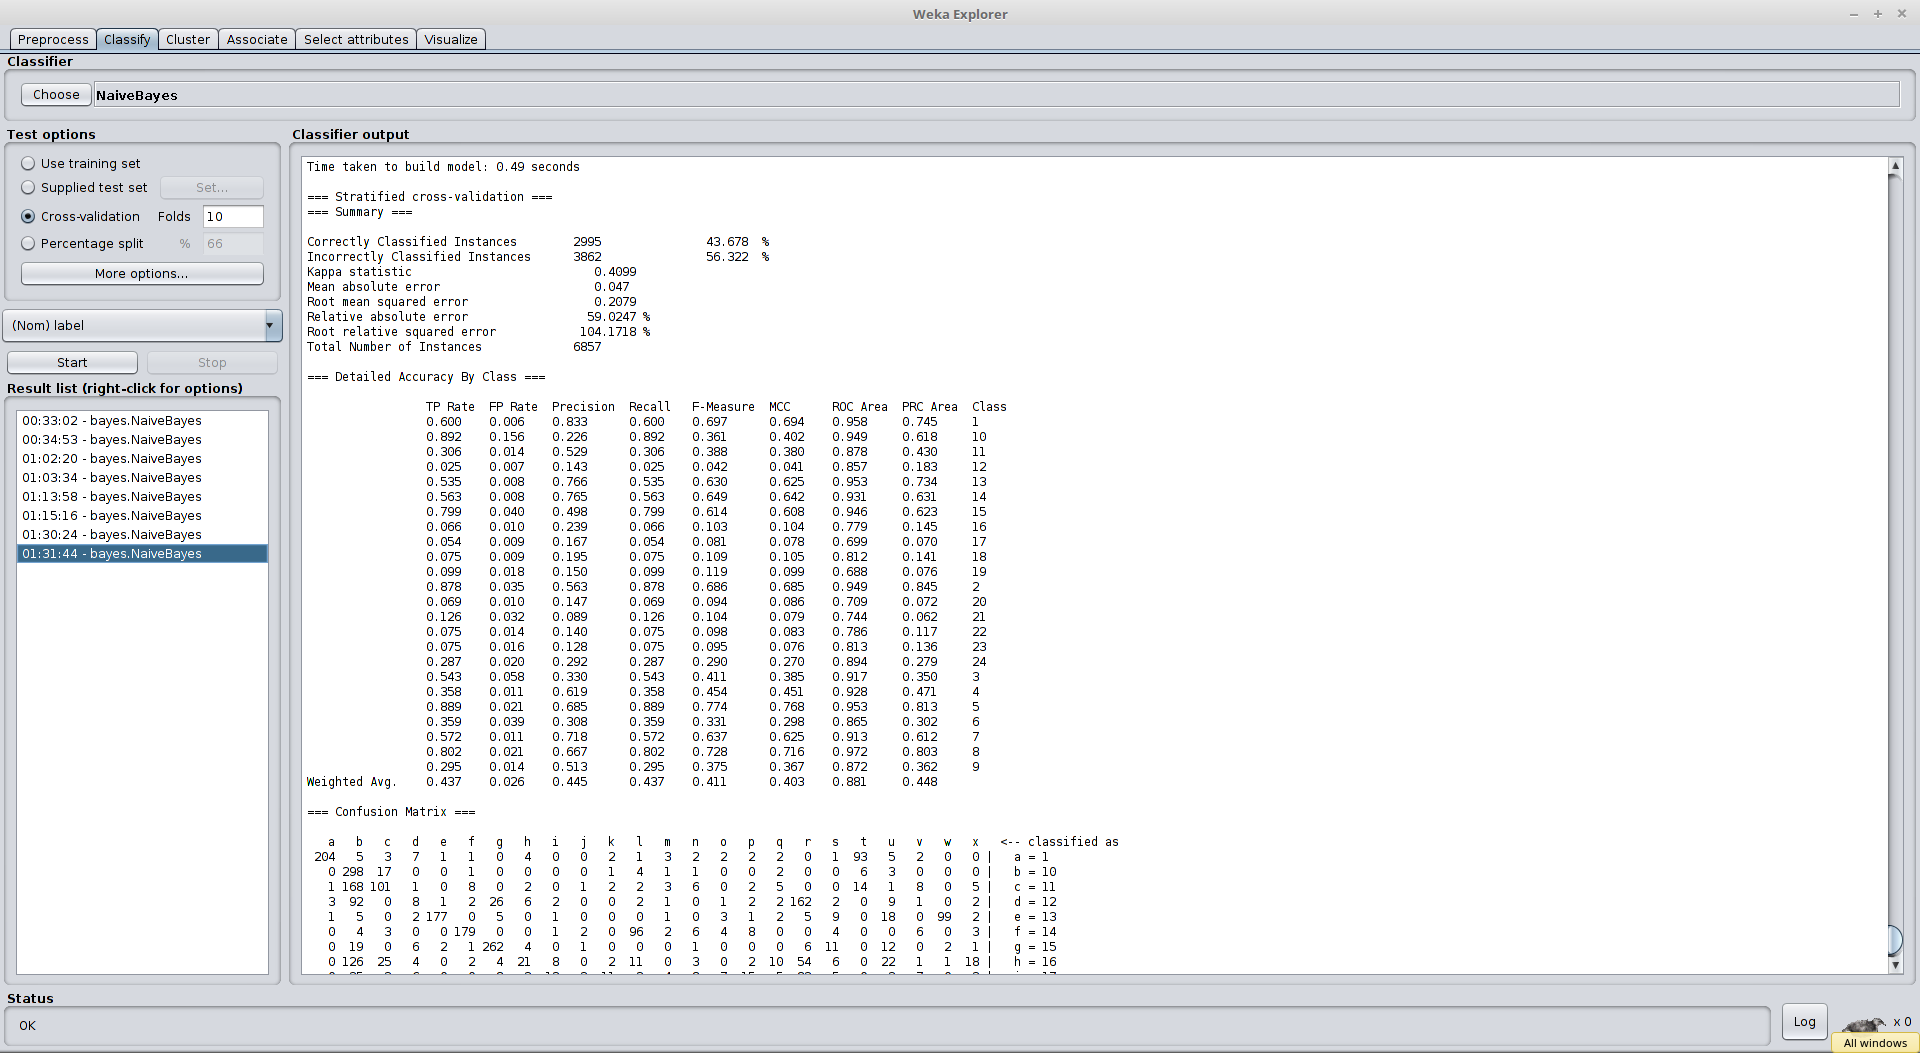 Weka Explorer
Preprocess Classify Cluster Associate Select attributes Visualize
Classifier
Choose NaiveBayes
Test options
Use training set
Supplied test set Set...
Cross-validation Folds 10
Percentage split % 66
More options...
(Nom) label
Start Stop
Result list (right-click for options)
00:33:02 - bayes.NaiveBayes
00:34:53 - bayes.NaiveBayes
01:02:20 - bayes.NaiveBayes
01:03:34 - bayes.NaiveBayes
01:13:58 - bayes.NaiveBayes
01:15:16 - bayes.NaiveBayes
01:30:24 - bayes.NaiveBayes
01:31:44 - bayes.NaiveBayes
Classifier output
Time taken to build model: 0.49 seconds
=== Stratified cross-validation ===
=== Summary ===
Correctly Classified Instances 2995 43.678 %
Incorrectly Classified Instances 3862 56.322 %
Kappa statistic 0.4099
Mean absolute error 0.047
Root mean squared error 0.2079
Relative absolute error 59.0247 %
Root relative squared error 104.1718 %
Total Number of Instances 6857
=== Detailed Accuracy By Class ===
TP Rate FP Rate Precision Recall F-Measure MCC ROC Area PRC Area Class
0.600 0.006 0.833 0.600 0.697 0.694 0.958 0.745 1
0.892 0.156 0.226 0.892 0.361 0.402 0.949 0.618 10
0.306 0.014 0.529 0.306 0.388 0.380 0.878 0.430 11
0.025 0.007 0.143 0.025 0.042 0.041 0.857 0.183 12
0.535 0.008 0.766 0.535 0.630 0.625 0.953 0.734 13
0.563 0.008 0.765 0.563 0.649 0.642 0.931 0.631 14
0.799 0.040 0.498 0.799 0.614 0.608 0.946 0.623 15
0.066 0.010 0.239 0.066 0.103 0.104 0.779 0.145 16
0.054 0.009 0.167 0.054 0.081 0.078 0.699 0.070 17
0.075 0.009 0.195 0.075 0.109 0.105 0.812 0.141 18
0.099 0.018 0.150 0.099 0.119 0.099 0.688 0.076 19
0.878 0.035 0.563 0.878 0.686 0.685 0.949 0.845 2
0.069 0.010 0.147 0.069 0.094 0.086 0.709 0.072 20
0.126 0.032 0.089 0.126 0.104 0.079 0.744 0.062 21
0.075 0.014 0.140 0.075 0.098 0.083 0.786 0.117 22
0.075 0.016 0.128 0.075 0.095 0.076 0.813 0.136 23
0.287 0.020 0.292 0.287 0.290 0.270 0.894 0.279 24
0.543 0.058 0.330 0.543 0.411 0.385 0.917 0.350 3
0.358 0.011 0.619 0.358 0.454 0.451 0.928 0.471 4
0.889 0.021 0.685 0.889 0.774 0.768 0.953 0.813 5
0.359 0.039 0.308 0.359 0.331 0.298 0.865 0.302 6
0.572 0.011 0.718 0.572 0.637 0.625 0.913 0.612 7
0.802 0.021 0.667 0.802 0.728 0.716 0.972 0.803 8
0.295 0.014 0.513 0.295 0.375 0.367 0.872 0.362 9
Weighted Avg. 0.437 0.026 0.445 0.437 0.411 0.403 0.881 0.448
=== Confusion Matrix ===
a b c d e f g h i j k l m n o p q r s t u v w x <-- classified as
204 5 3 7 1 1 0 4 0 0 2 1 3 2 2 2 2 0 1 93 5 2 0 0 | a = 1
0 298 17 0 0 1 0 0 0 0 1 4 1 1 0 0 2 0 0 6 3 0 0 0 | b = 10
1 168 101 1 0 8 0 2 0 1 2 2 3 6 0 2 5 0 0 14 1 8 0 5 | c = 11
3 92 0 8 1 2 26 6 2 0 0 2 1 0 1 2 2 162 2 0 9 1 0 2 | d = 12
1 5 0 2 177 0 5 0 1 0 0 0 1 0 3 1 2 5 9 0 18 0 99 2 | e = 13
0 4 3 0 0 179 0 0 1 2 0 96 2 6 4 8 0 0 4 0 0 6 0 3 | f = 14
0 19 0 6 2 1 262 4 0 1 0 0 0 1 0 0 0 6 11 0 12 0 2 1 | g = 15
0 126 25 4 0 2 4 21 8 0 2 11 0 3 0 2 10 54 6 0 22 1 1 18 | h = 16
Status
OK
Log x 0
All windows